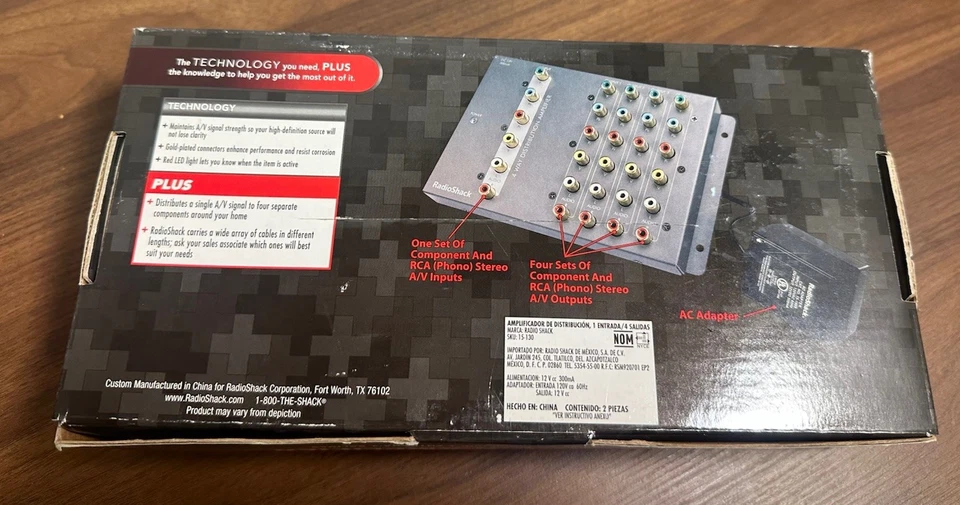 The TECHNOLOGY you need, PLUS
the knowledge to help you get the most out of it.
TECHNOLOGY
+ Maintains A/V signal strength so your high-definition source will
not lose clarity
+ Gold-plated connectors enhance performance and resist corrosion
+ Red LED light lets you know when the item is active
PLUS
+ Distributes a single A/V signal to four separate
components around your home
+ RadioShack carries a wide array of cables in different
lengths; ask your sales associate which ones will best
suit your needs
4-WAY DISTRIBUTION AMPLIFIER
RadioShack
One Set Of
Component And
RCA (Phono) Stereo
A/V Inputs
Four Sets Of
Component And
RCA (Phono) Stereo
A/V Outputs
RadioShack
AC Adapter
AMPLIFICADOR DE DISTRIBUCIÓN, 1 ENTRADA/4 SALIDAS
MARCA: RADIO SHACK
SKU: 15-130
NOM
NYCE
IMPORTADO POR: RADIO SHACK DE MÉXICO, S.A. DE C.V.
AV. JARDÍN 245, COL. TLATILCO, DEL. AZCAPOTZALCO
MÉXICO, D. F. C. P. 02860 TEL. 5354-55-00 R.F.C: RSM920701 EP2
ALIMENTACION: 12 V cc 300mA
ADAPTADOR: ENTRADA 120V ca 60Hz
SALIDA: 12 V cc
HECHO EN: CHINA CONTENIDO: 2 PIEZAS
"VER INSTRUCTIVO ANEXO"
Custom Manufactured in China for RadioShack Corporation, Fort Worth, TX 76102
www.RadioShack.com 1-800-THE-SHACK®
Product may vary from depiction